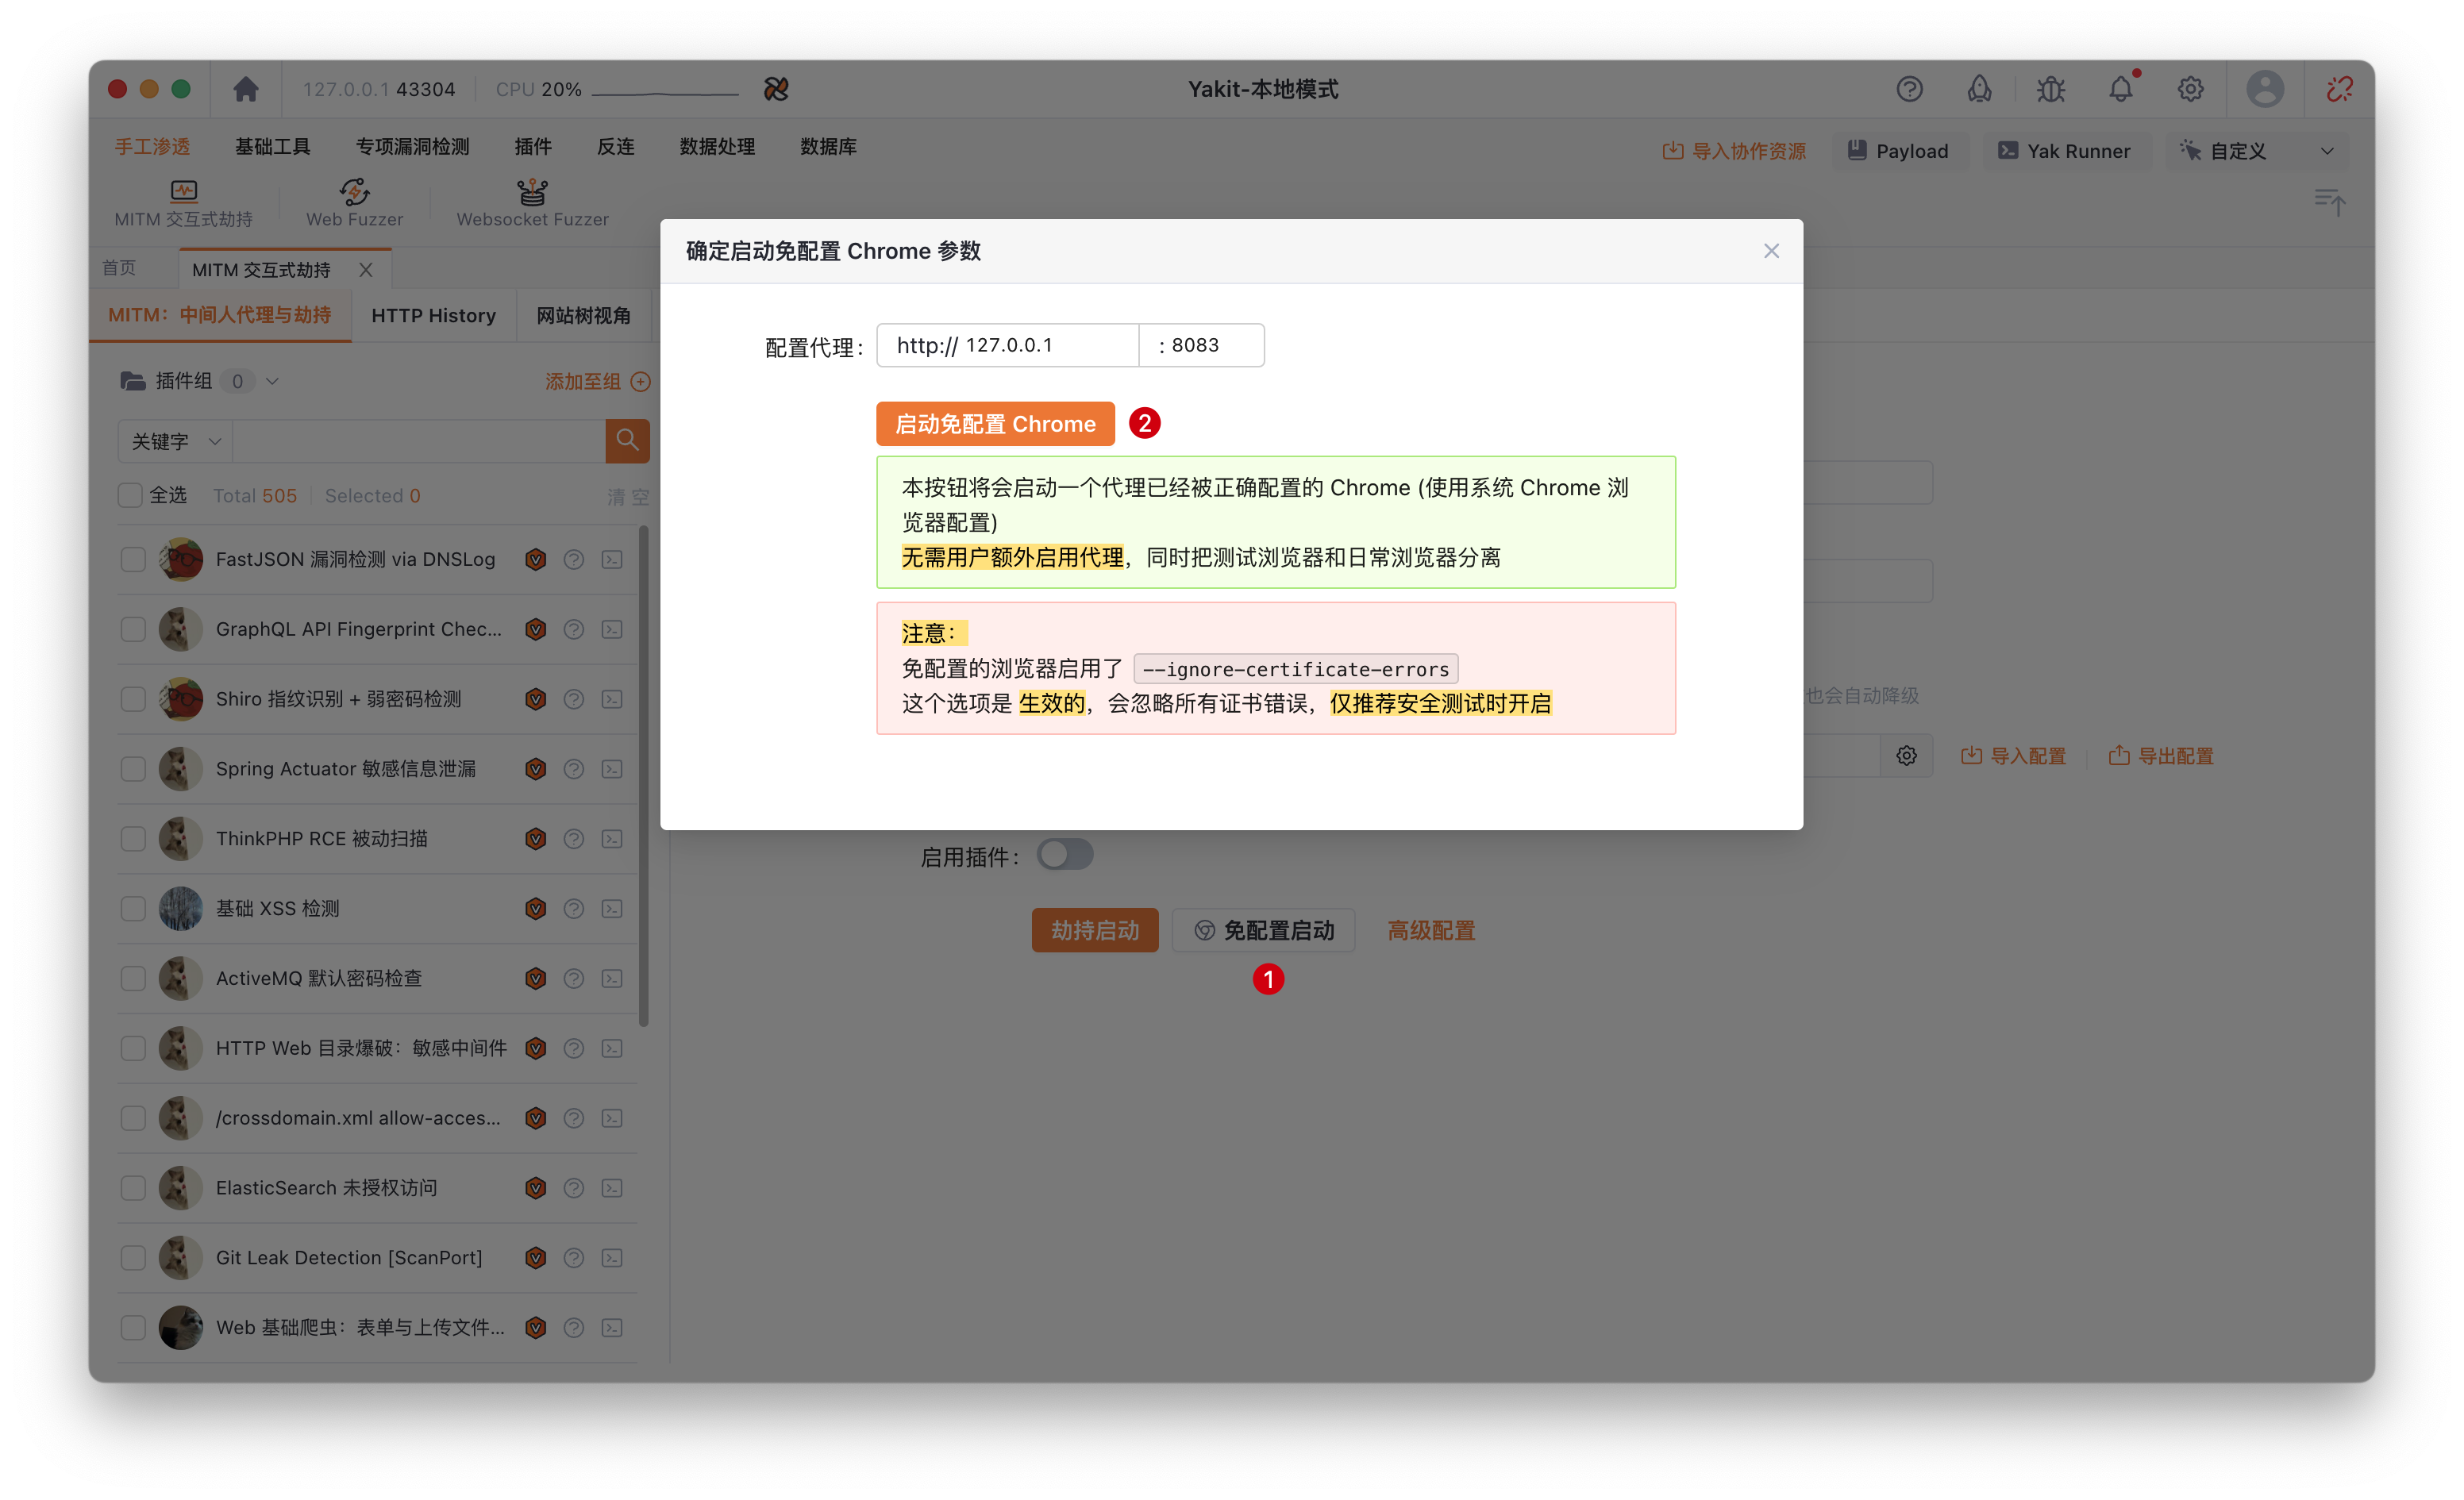 127.0.0.1 43304
CPU 20%
Yakit-本地模式
手工渗透
基础工具
专项漏洞检测
插件
反连
数据处理
数据库
导入协作资源
Payload
Yak Runner
自定义
MITM 交互式劫持
Web Fuzzer
Websocket Fuzzer
首页
MITM 交互式劫持
MITM：中间人代理与劫持
HTTP History
网站树视角
插件组 0
添加至组
关键字
全选
Total 505
Selected 0
清 空
FastJSON 漏洞检测 via DNSLog
GraphQL API Fingerprint Chec...
Shiro 指纹识别 + 弱密码检测
Spring Actuator 敏感信息泄漏
ThinkPHP RCE 被动扫描
基础 XSS 检测
ActiveMQ 默认密码检查
HTTP Web 目录爆破：敏感中间件
/crossdomain.xml allow-acces...
ElasticSearch 未授权访问
Git Leak Detection [ScanPort]
Web 基础爬虫：表单与上传文件...
确定启动免配置 Chrome 参数
配置代理：
http:// 127.0.0.1
: 8083
启动免配置 Chrome
2
本按钮将会启动一个代理已经被正确配置的 Chrome (使用系统 Chrome 浏
览器配置)
无需用户额外启用代理，同时把测试浏览器和日常浏览器分离
注意：
免配置的浏览器启用了 --ignore-certificate-errors
这个选项是 生效的，会忽略所有证书错误，仅推荐安全测试时开启
也会自动降级
导入配置
导出配置
启用插件：
劫持启动
免配置启动
高级配置
1